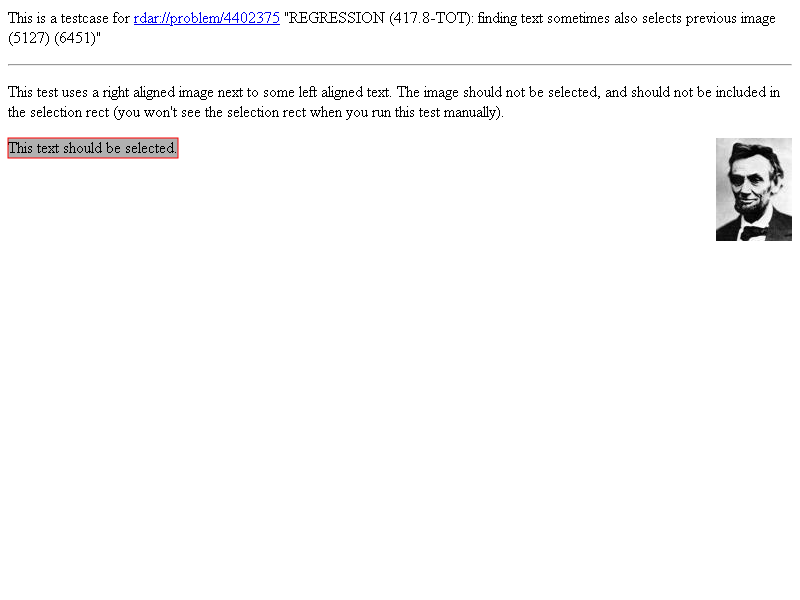 This is a testcase for rdar://problem/4402375 "REGRESSION (417.8-TOT): finding text sometimes also selects previous image
(5127) (6451)"
This test uses a right aligned image next to some left aligned text. The image should not be selected, and should not be included in
the selection rect (you won't see the selection rect when you run this test manually).
This text should be selected.